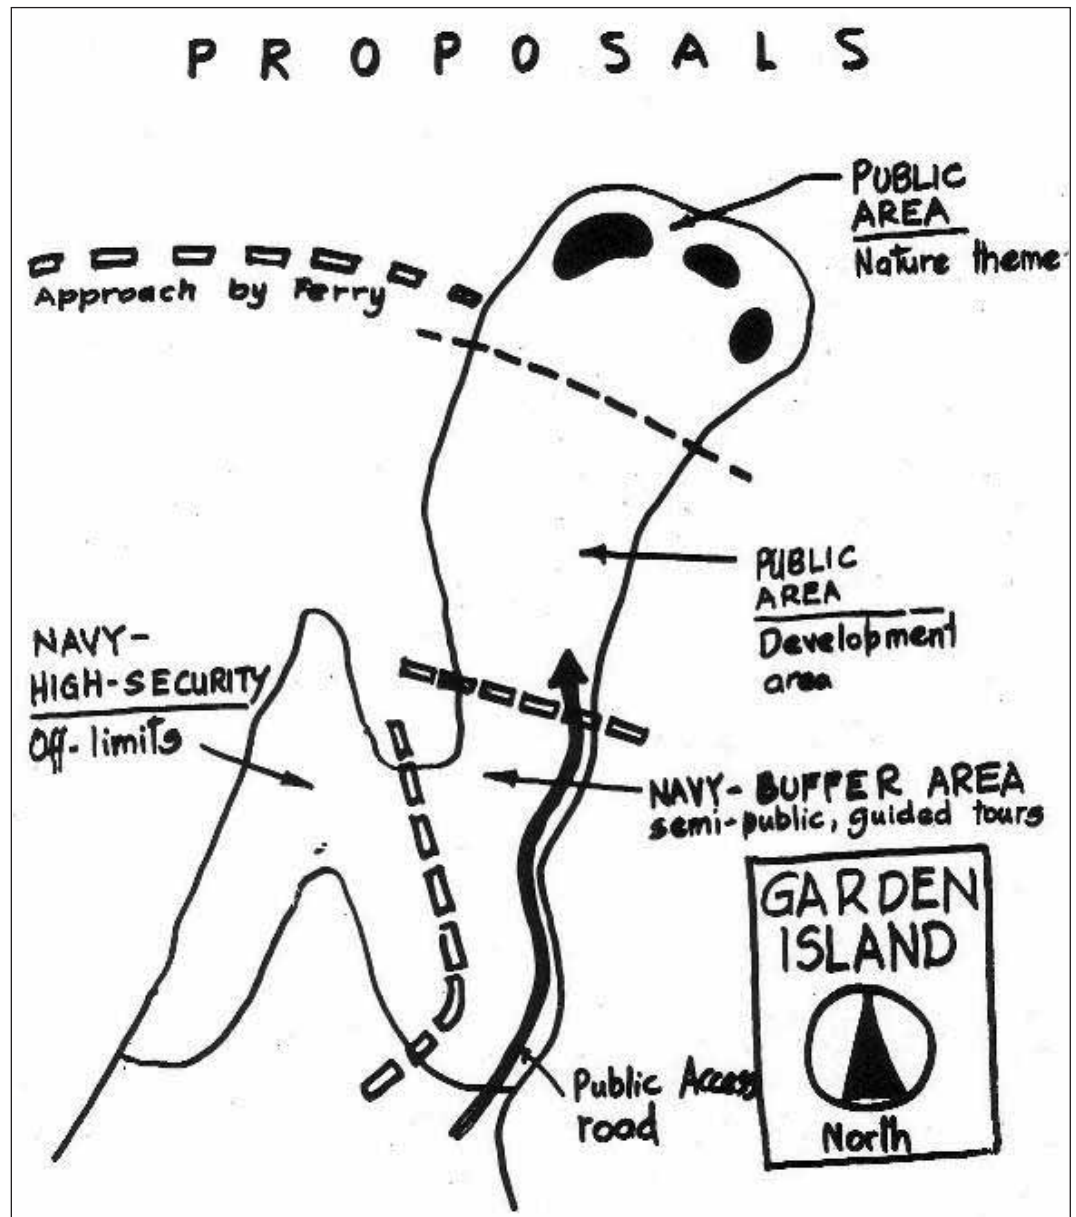 PROPOSALS
PUBLIC
AREA
Nature theme
Approach by Ferry
PUBLIC
AREA
Development
area
NAVY-
HIGH-SECURITY
Off-limits
NAVY-BUFFER AREA
semi-public, guided tours
GARDEN
ISLAND
North
Public Access
road